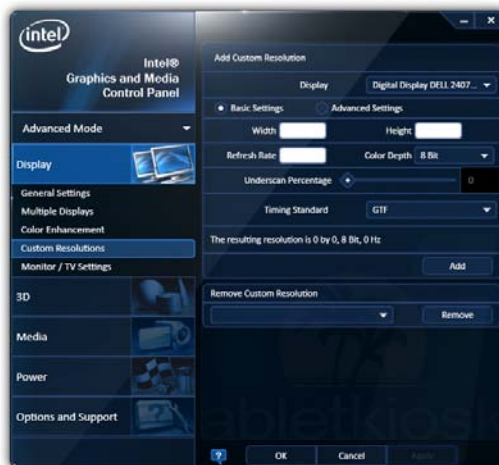 intel
Intel®
Graphics and Media
Control Panel
Advanced Mode
Display
General Settings
Multiple Displays
Color Enhancement
Custom Resolutions
Monitor / TV Settings
3D
Media
Power
Options and Support
Add Custom Resolution
Display Digital Display DELL 2407...
Basic Settings Advanced Settings
Width Height
Refresh Rate Color Depth 8 Bit
Underscan Percentage 0
Timing Standard GTF
The resulting resolution is 0 by 0, 8 Bit, 0 Hz
Add
Remove Custom Resolution
Remove
abletkiosk
? OK Cancel Apply